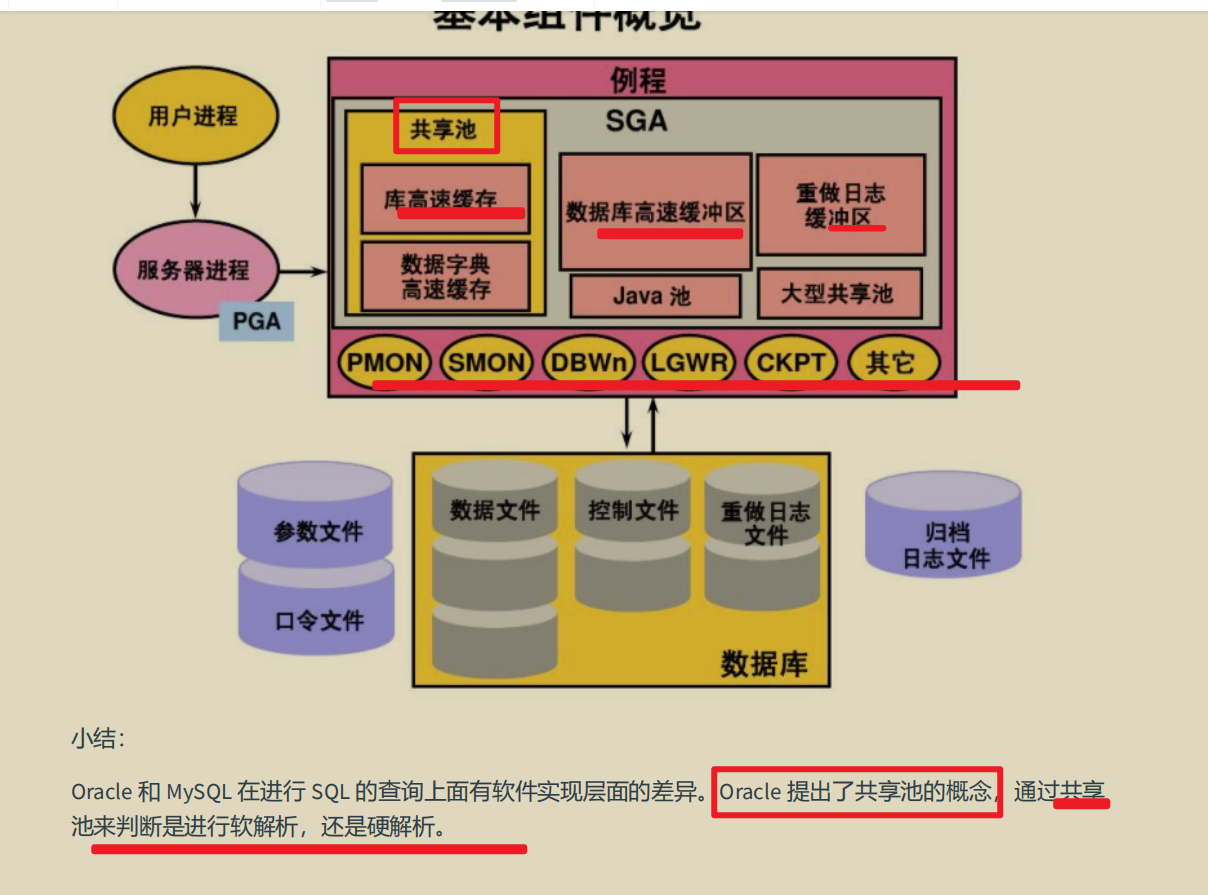 基本组件概览
例程
用户进程
SGA
共享池
库高速缓存
数据库高速缓冲区
重做日志
缓冲区
服务器进程
PGA
数据字典
高速缓存
Java 池
大型共享池
PMON
SMON
DBWn
LGWR
CKPT
其它
参数文件
口令文件
数据文件
控制文件
重做日志
文件
数据库
归档
日志文件
小结：
Oracle 和 MySQL 在进行 SQL 的查询上面有软件实现层面的差异。Oracle 提出了共享池的概念，通过共享
池来判断是进行软解析，还是硬解析。